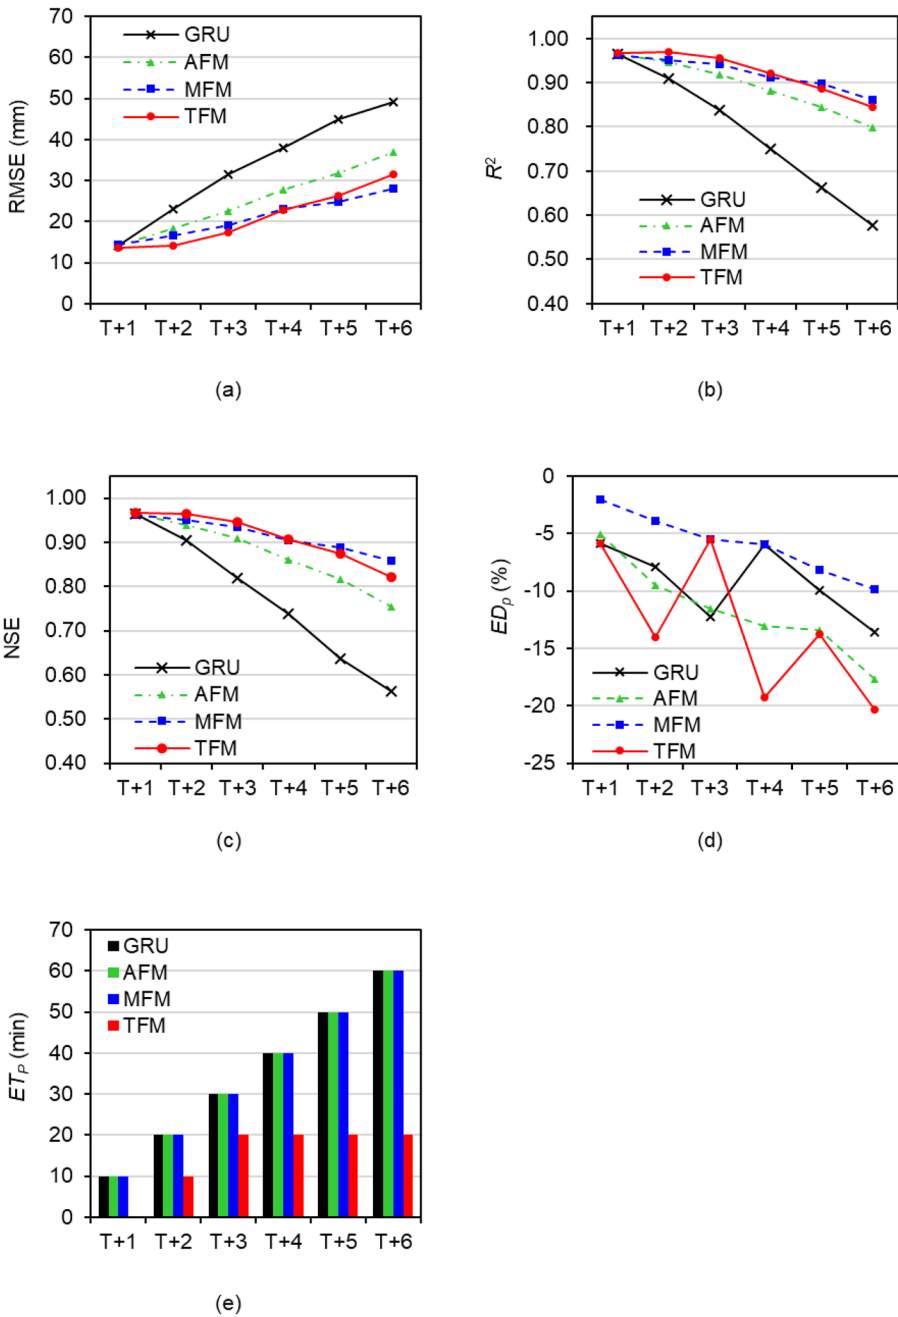 70
60
50
40
30
20
10
0
RMSE (mm)
GRU
AFM
MFM
TFM
T+1 T+2 T+3 T+4 T+5 T+6
(a)
1.00
0.90
0.80
0.70
0.60
0.50
0.40
R²
GRU
AFM
MFM
TFM
T+1 T+2 T+3 T+4 T+5 T+6
(b)
1.00
0.90
0.80
0.70
0.60
0.50
0.40
NSE
GRU
AFM
MFM
TFM
T+1 T+2 T+3 T+4 T+5 T+6
(c)
0
-5
-10
-15
-20
-25
EDp (%)
GRU
AFM
MFM
TFM
T+1 T+2 T+3 T+4 T+5 T+6
(d)
70
60
50
40
30
20
10
0
ETP (min)
GRU
AFM
MFM
TFM
T+1 T+2 T+3 T+4 T+5 T+6
(e)